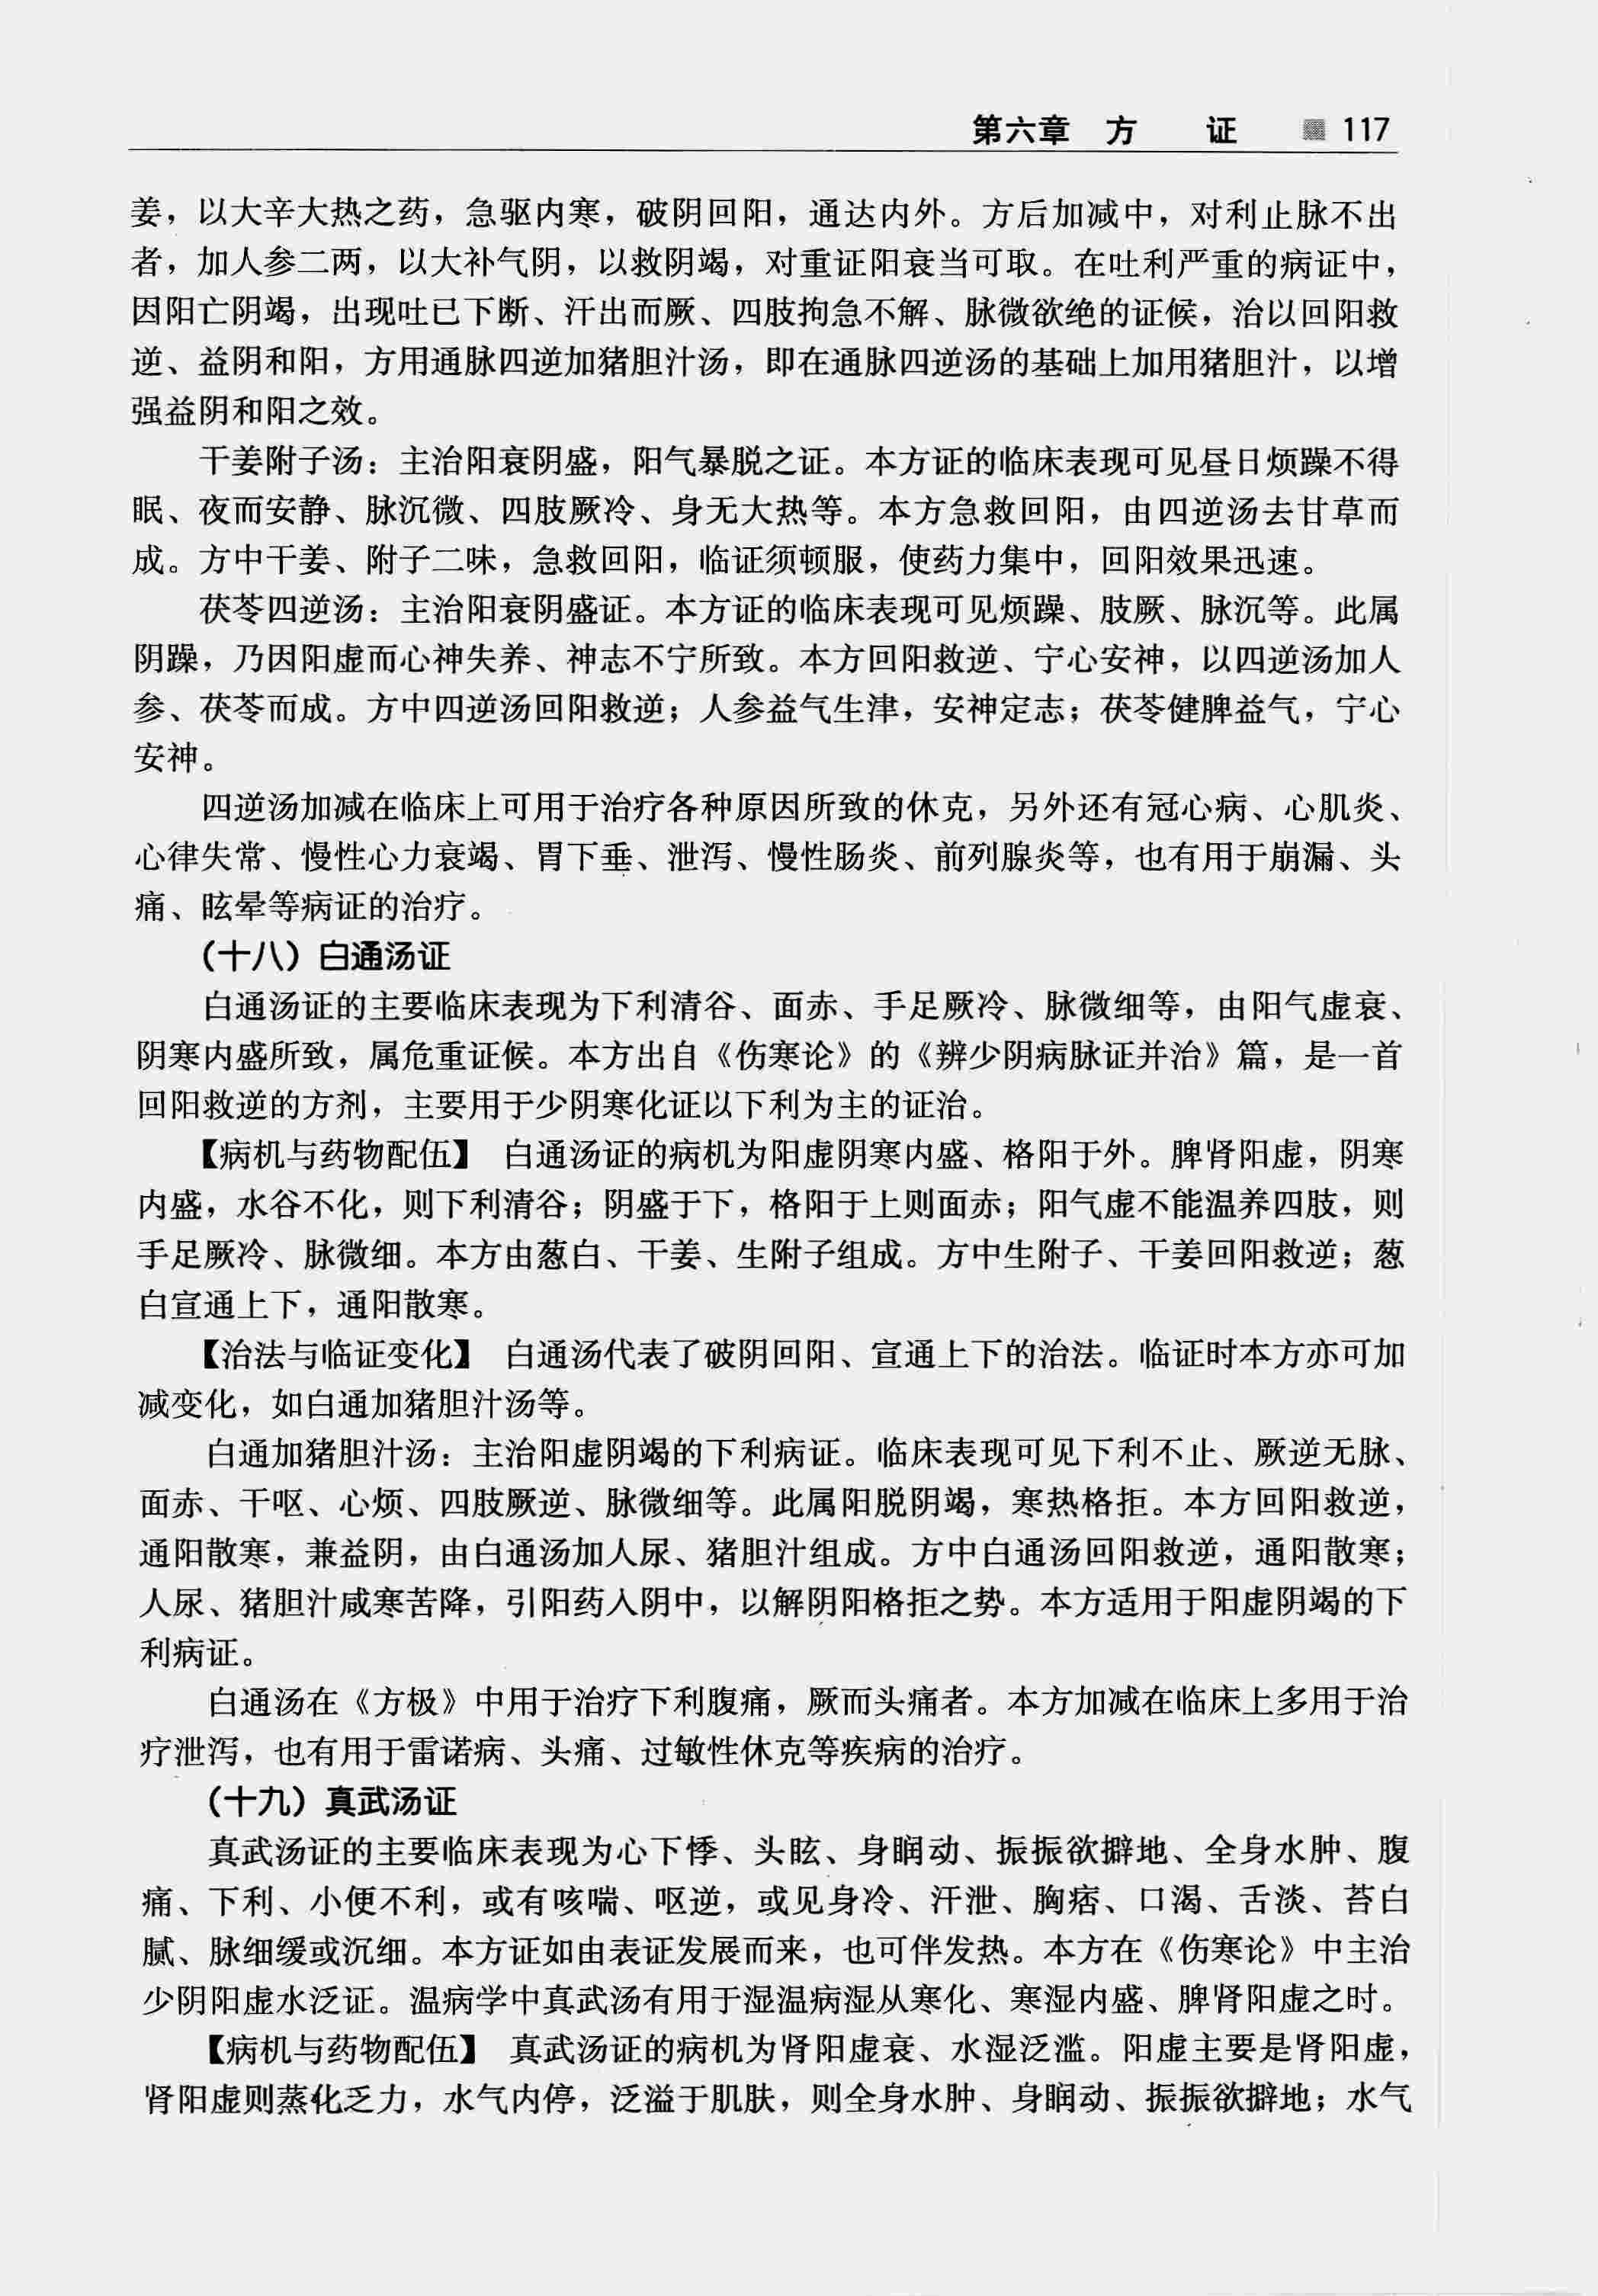 第六章 方 证 117
姜，以大辛大热之药，急驱内寒，破阴回阳，通达内外。方后加减中，对利止脉不出
者，加人参二两，以大补气阴，以救阴竭，对重证阳衰当可取。在吐利严重的病证中，
因阳亡阴竭，出现吐已下断、汗出而厥、四肢拘急不解、脉微欲绝的证候，治以回阳救
逆、益阴和阳，方用通脉四逆加猪胆汁汤，即在通脉四逆汤的基础上加用猪胆汁，以增
强益阴和阳之效。
干姜附子汤：主治阳衰阴盛，阳气暴脱之证。本方证的临床表现可见昼日烦躁不得
眠、夜而安静、脉沉微、四肢厥冷、身无大热等。本方急救回阳，由四逆汤去甘草而
成。方中干姜、附子二味，急救回阳，临证须顿服，使药力集中，回阳效果迅速。
茯苓四逆汤：主治阳衰阴盛证。本方证的临床表现可见烦躁、肢厥、脉沉等。此属
阴躁，乃因阳虚而心神失养、神志不宁所致。本方回阳救逆、宁心安神，以四逆汤加人
参、茯苓而成。方中四逆汤回阳救逆；人参益气生津，安神定志；茯苓健脾益气，宁心
安神。
四逆汤加减在临床上可用于治疗各种原因所致的休克，另外还有冠心病、心肌炎、
心律失常、慢性心力衰竭、胃下垂、泄泻、慢性肠炎、前列腺炎等，也有用于崩漏、头
痛、眩晕等病证的治疗。
（十八）白通汤证
白通汤证的主要临床表现为下利清谷、面赤、手足厥冷、脉微细等，由阳气虚衰、
阴寒内盛所致，属危重证候。本方出自《伤寒论》的《辨少阴病脉证并治》篇，是一首
回阳救逆的方剂，主要用于少阴寒化证以下利为主的证治。
【病机与药物配伍】 白通汤证的病机为阳虚阴寒内盛、格阳于外。脾肾阳虚，阴寒
内盛，水谷不化，则下利清谷；阴盛于下，格阳于上则面赤；阳气虚不能温养四肢，则
手足厥冷、脉微细。本方由葱白、干姜、生附子组成。方中生附子、干姜回阳救逆；葱
白宣通上下，通阳散寒。
【治法与临证变化】 白通汤代表了破阴回阳、宣通上下的治法。临证时本方亦可加
减变化，如白通加猪胆汁汤等。
白通加猪胆汁汤：主治阳虚阴竭的下利病证。临床表现可见下利不止、厥逆无脉、
面赤、干呕、心烦、四肢厥逆、脉微细等。此属阳脱阴竭，寒热格拒。本方回阳救逆，
通阳散寒，兼益阴，由白通汤加人尿、猪胆汁组成。方中白通汤回阳救逆，通阳散寒；
人尿、猪胆汁咸寒苦降，引阳药入阴中，以解阴阳格拒之势。本方适用于阳虚阴竭的下
利病证。
白通汤在《方极》中用于治疗下利腹痛，厥而头痛者。本方加减在临床上多用于治
疗泄泻，也有用于雷诺病、头痛、过敏性休克等疾病的治疗。
（十九）真武汤证
真武汤证的主要临床表现为心下悸、头眩、身瞤动、振振欲擗地、全身水肿、腹
痛、下利、小便不利，或有咳喘、呕逆，或见身冷、汗泄、胸痞、口渴、舌淡、苔白
腻、脉细缓或沉细。本方证如由表证发展而来，也可伴发热。本方在《伤寒论》中主治
少阴阳虚水泛证。温病学中真武汤有用于湿温病湿从寒化、寒湿内盛、脾肾阳虚之时。
【病机与药物配伍】 真武汤证的病机为肾阳虚衰、水湿泛滥。阳虚主要是肾阳虚，
肾阳虚则蒸化乏力，水气内停，泛溢于肌肤，则全身水肿、身瞤动、振振欲擗地；水气